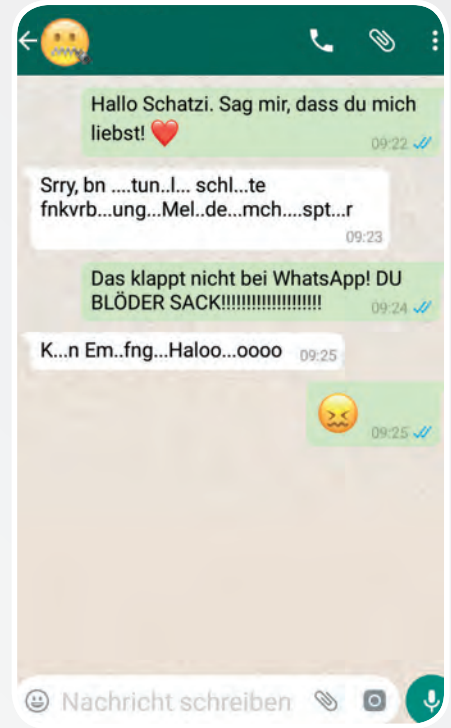 Hallo Schatzi. Sag mir, dass du mich
liebst! ❤️
09:22
Srry, bn ....tun..l... schl...te
fnkvrb...ung...Mel..de...mch....spt...r
09:23
Das klappt nicht bei WhatsApp! DU
BLÖDER SACK!!!!!!!!!!!!!!!!!!!!
09:24
K...n Em..fng...Haloo...oooo 09:25
09:25
Nachricht schreiben